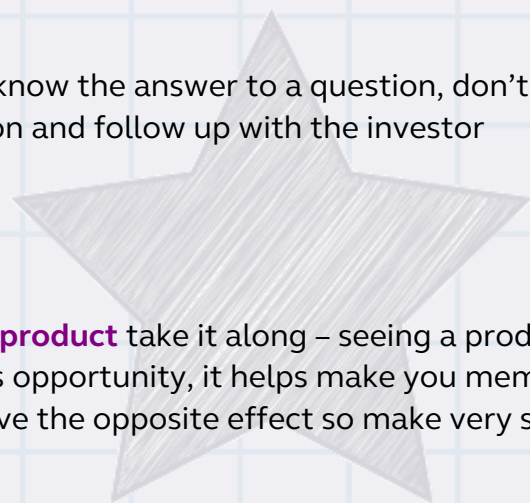 know the answer to a question, don't
on and follow up with the investor
product take it along – seeing a prod
s opportunity, it helps make you mem
ve the opposite effect so make very s